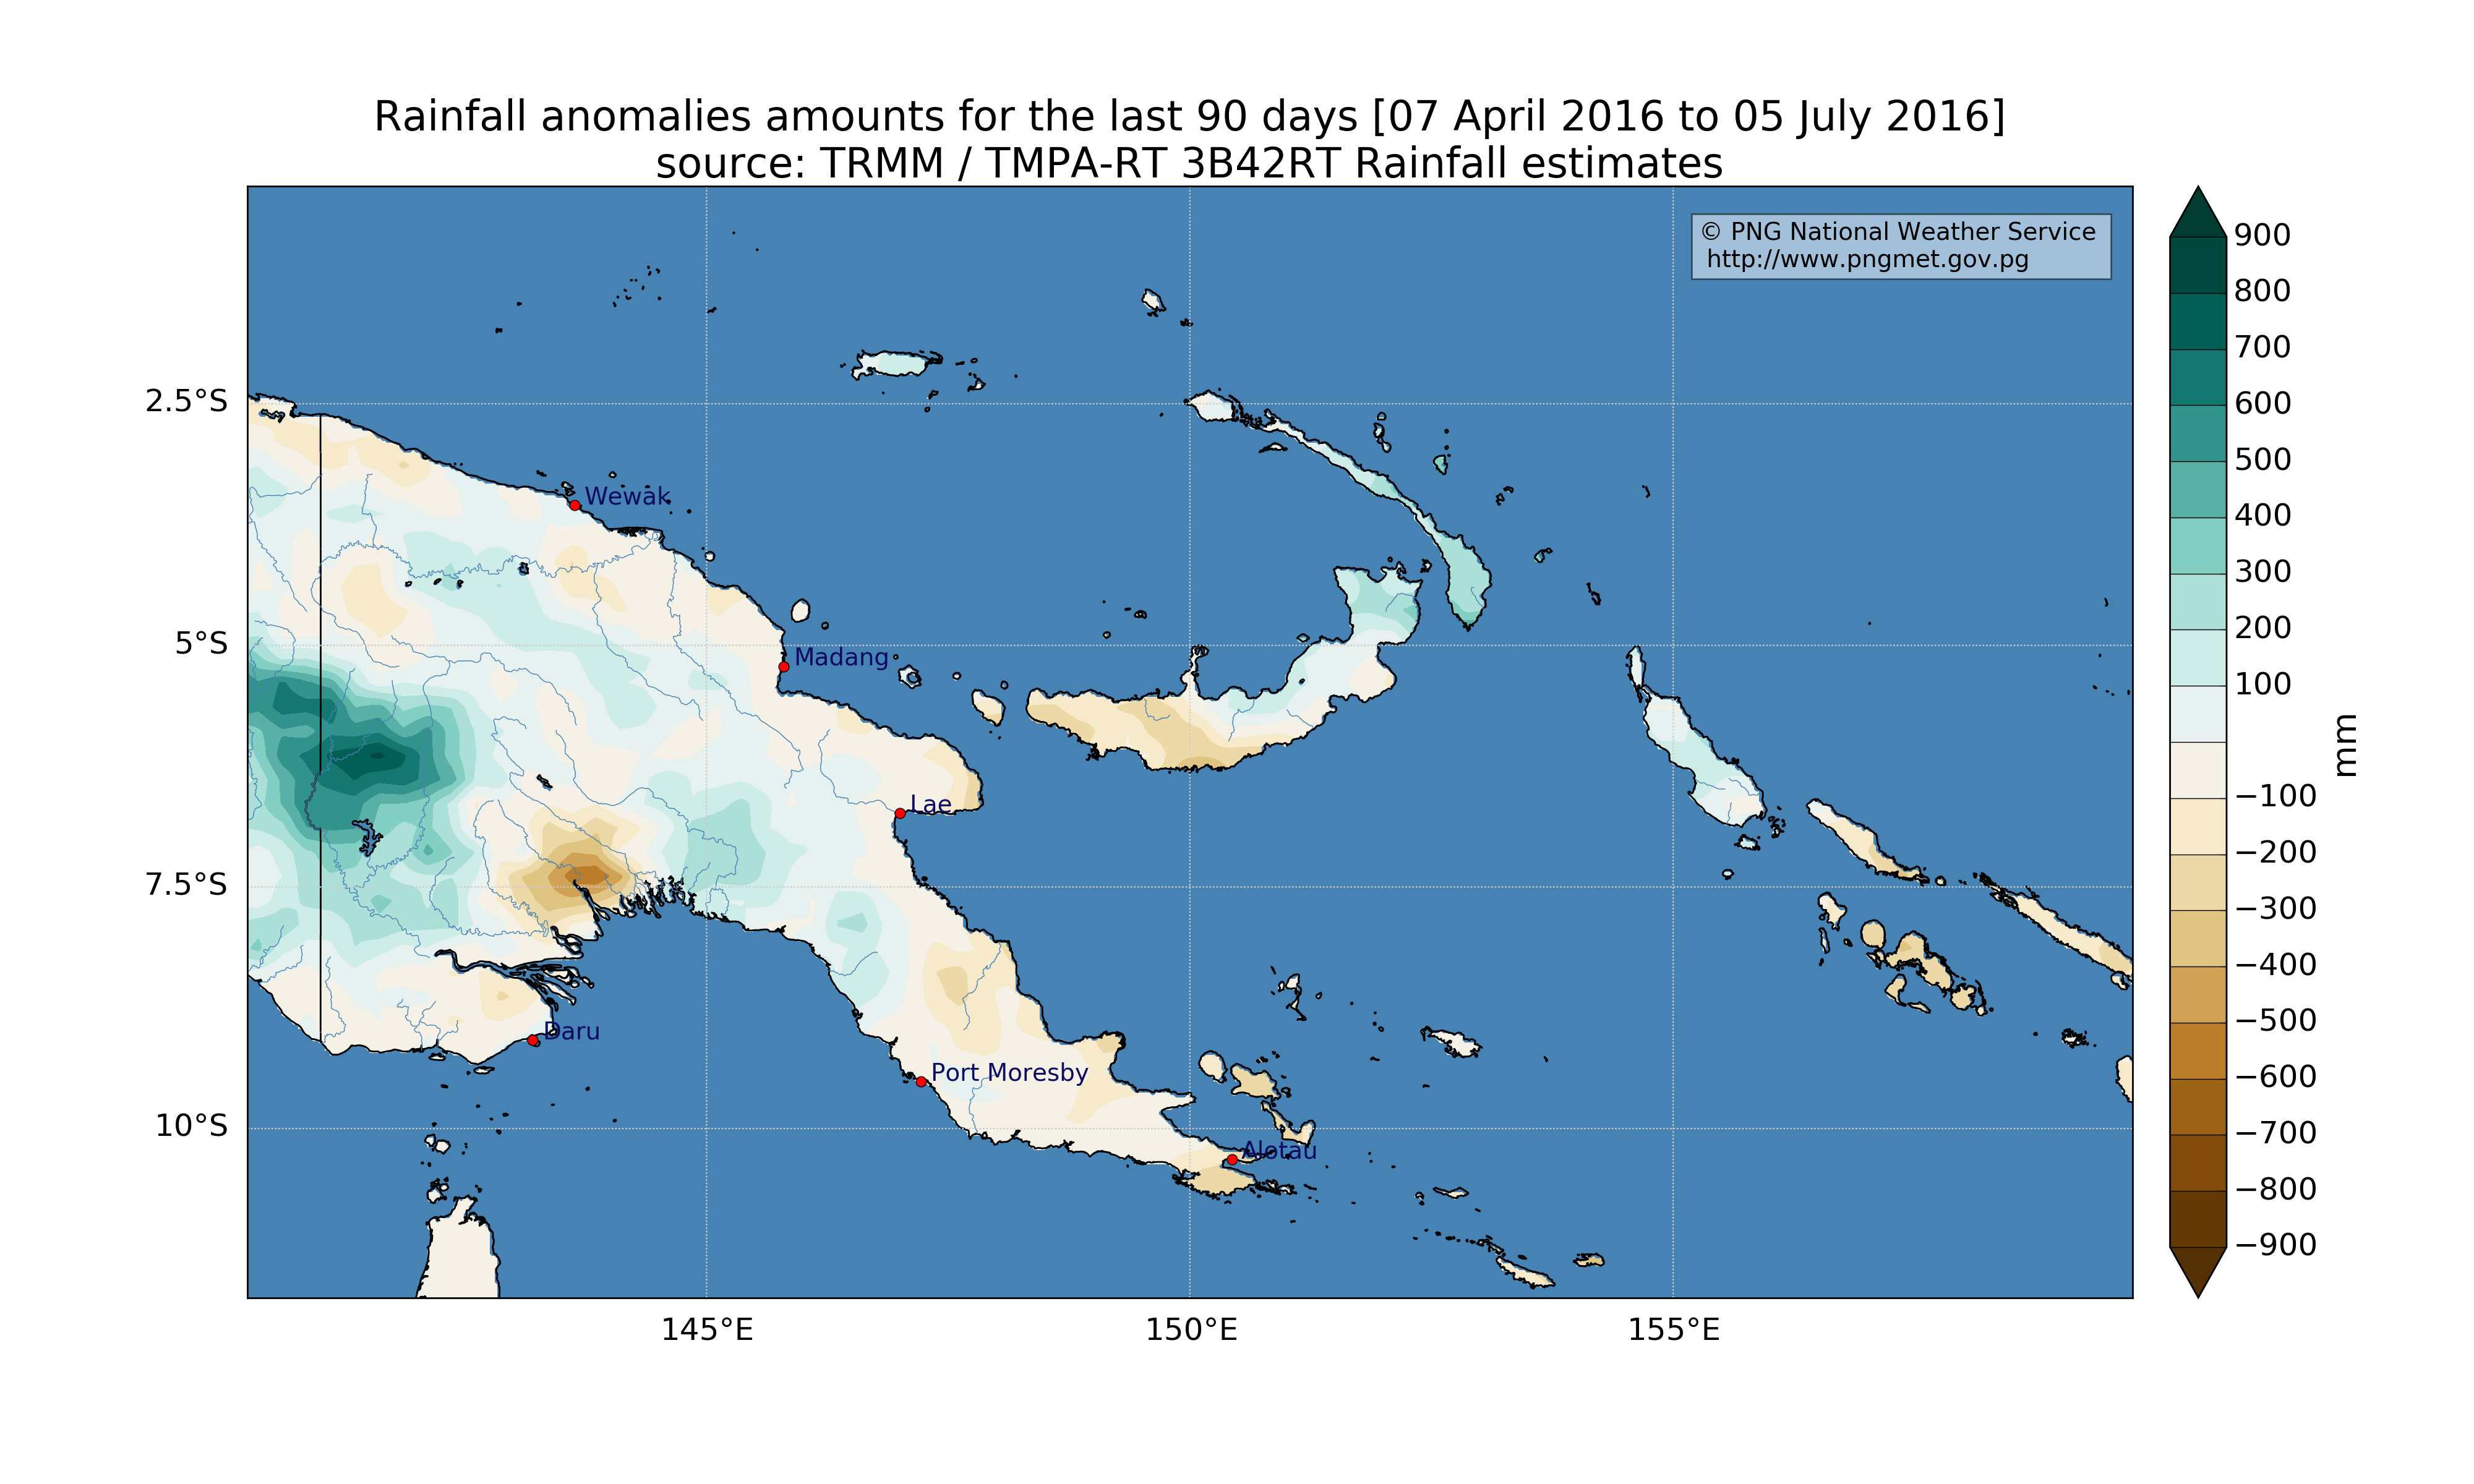 Rainfall anomalies amounts for the last 90 days [07 April 2016 to 05 July 2016]
source: TRMM / TMPA-RT 3B42RT Rainfall estimates
© PNG National Weather Service
http://www.pngmet.gov.pg
2.5°S
5°S
7.5°S
10°S
Wewak
Madang
Lae
Daru
Port Moresby
Alotau
145°E
150°E
155°E
900
800
700
600
500
400
300
200
100
−100
−200
−300
−400
−500
−600
−700
−800
−900
mm